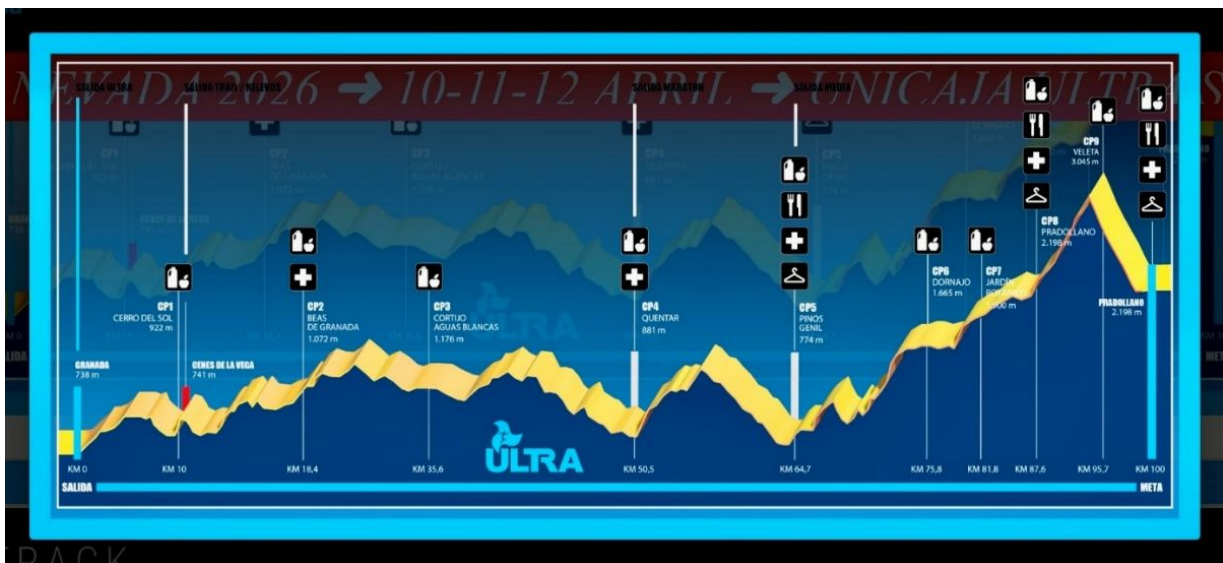 NEVADA 2026 → 10-11-12 APRIL → UNICAJA ULTRA S
SALIDA ULTRA
SALIDA TRAIL / RELEVOS
SALIDA MARATON
SALIDA MEDIA
CP9
VELETA
3.045 m
CP8
PRADOLLANO
2.198 m
CP6
DORNAJO
1.665 m
CP7
JARDÍN
PRADOLLANO
2.198 m
CP1
CERRO DEL SOL
922 m
CP2
BEAS
DE GRANADA
1.072 m
CP3
CORTIJO
AGUAS BLANCAS
1.176 m
CP4
QUENTAR
881 m
CP5
PINOS
GENIL
774 m
GRANADA
738 m
CENES DE LA VEGA
741 m
ULTRA
KM 0
KM 10
KM 18,4
KM 35,6
KM 50,5
KM 64,7
KM 75,8
KM 81,8
KM 87,6
KM 95,7
KM 100
SALIDA
META
TRACK